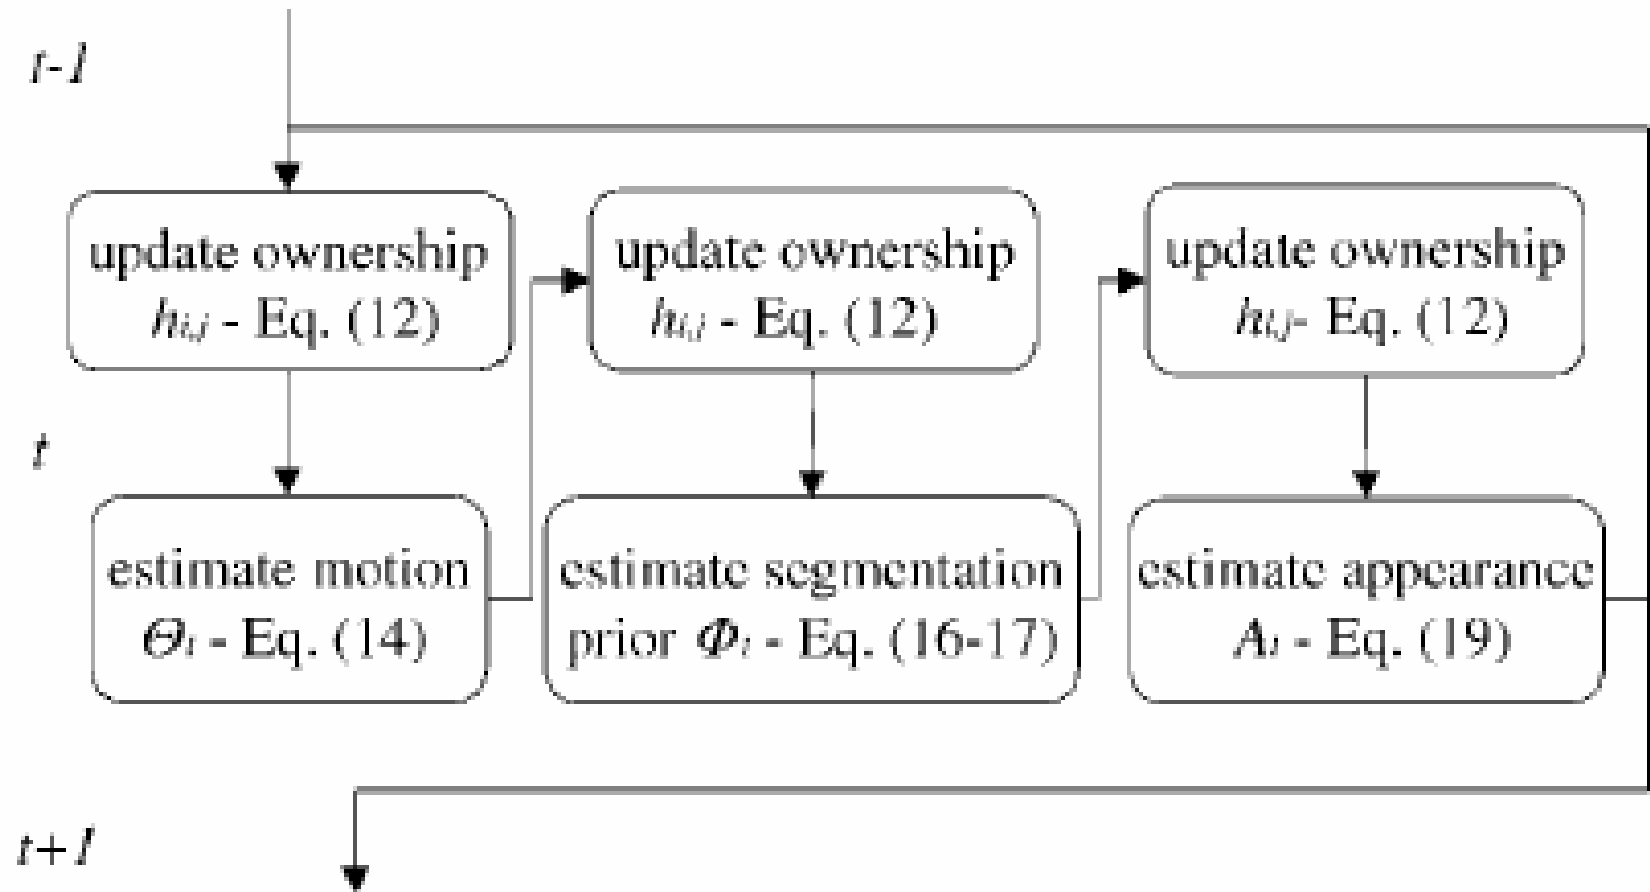 t-1
update ownership
hi,j - Eq. (12)
update ownership
hi,j - Eq. (12)
update ownership
hi,j- Eq. (12)
t
estimate motion
Θt - Eq. (14)
estimate segmentation
prior Φt - Eq. (16-17)
estimate appearance
At - Eq. (19)
t+1